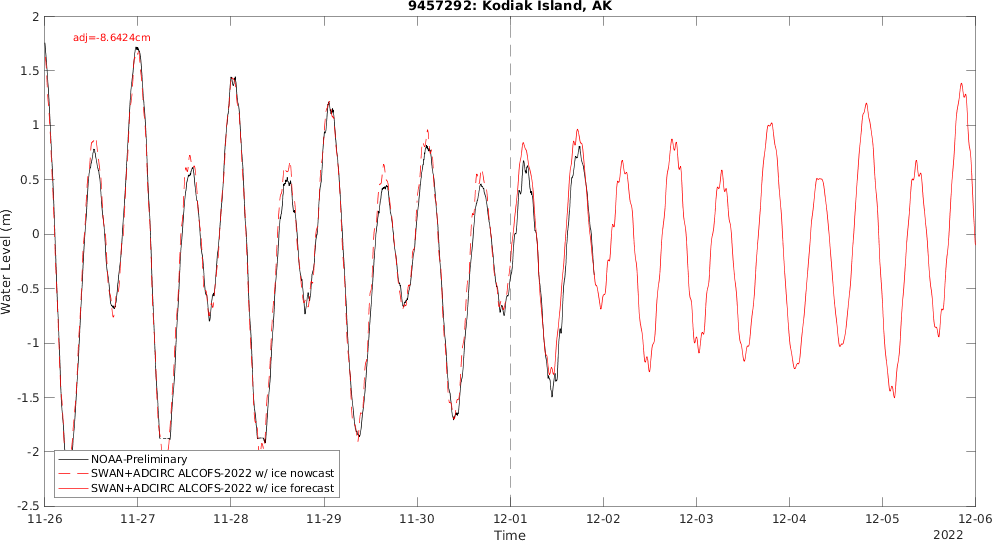 9457292: Kodiak Island, AK
2
adj=-8.6424cm
1.5
1
0.5
0
-0.5
-1
-1.5
-2
-2.5
Water Level (m)
NOAA-Preliminary
SWAN+ADCIRC ALCOFS-2022 w/ ice nowcast
SWAN+ADCIRC ALCOFS-2022 w/ ice forecast
11-26 11-27 11-28 11-29 11-30 12-01 12-02 12-03 12-04 12-05 12-06
Time
2022